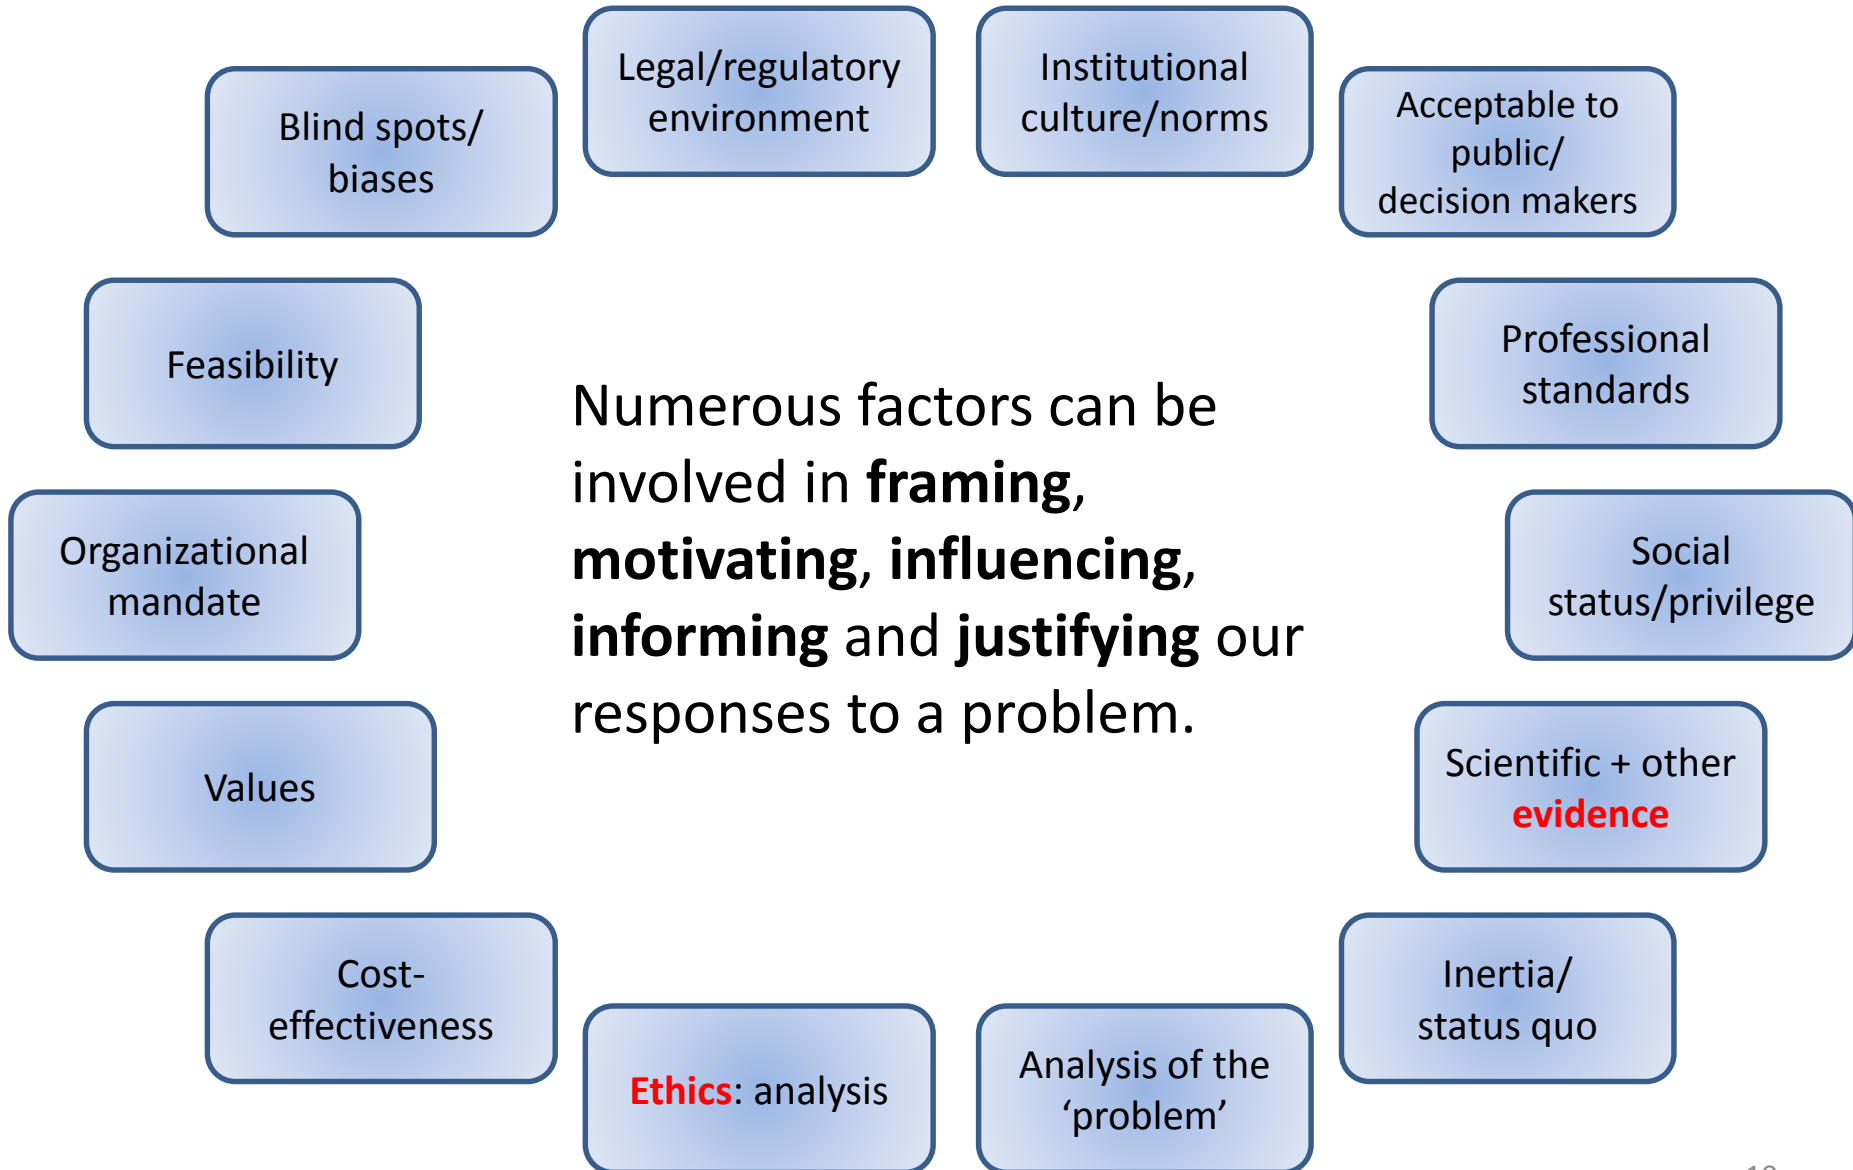 Legal/regulatory
environment
Institutional
culture/norms
Blind spots/
biases
Acceptable to
public/
decision makers
Feasibility
Professional
standards
Numerous factors can be
involved in framing,
motivating, influencing,
informing and justifying our
responses to a problem.
Organizational
mandate
Social
status/privilege
Values
Scientific + other
evidence
Cost-
effectiveness
Inertia/
status quo
Ethics: analysis
Analysis of the
‘problem’